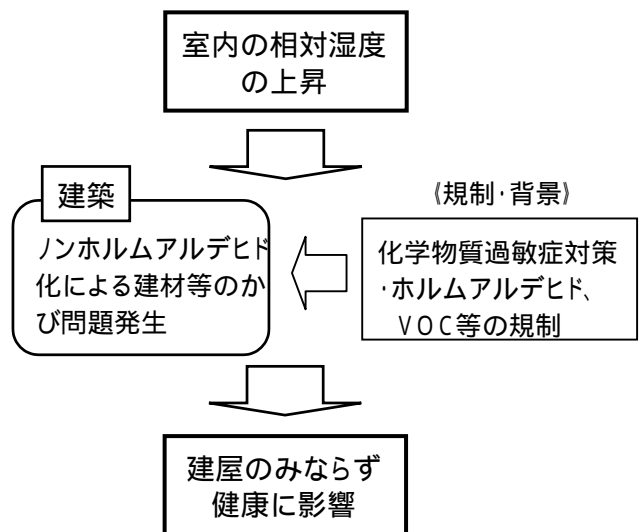 室内の相対湿度
の上昇
建築
ノンホルムアルデヒド
化による建材等のか
び問題発生
《規制・背景》
化学物質過敏症対策
・ホルムアルデヒド、
VOC等の規制
建屋のみならず
健康に影響